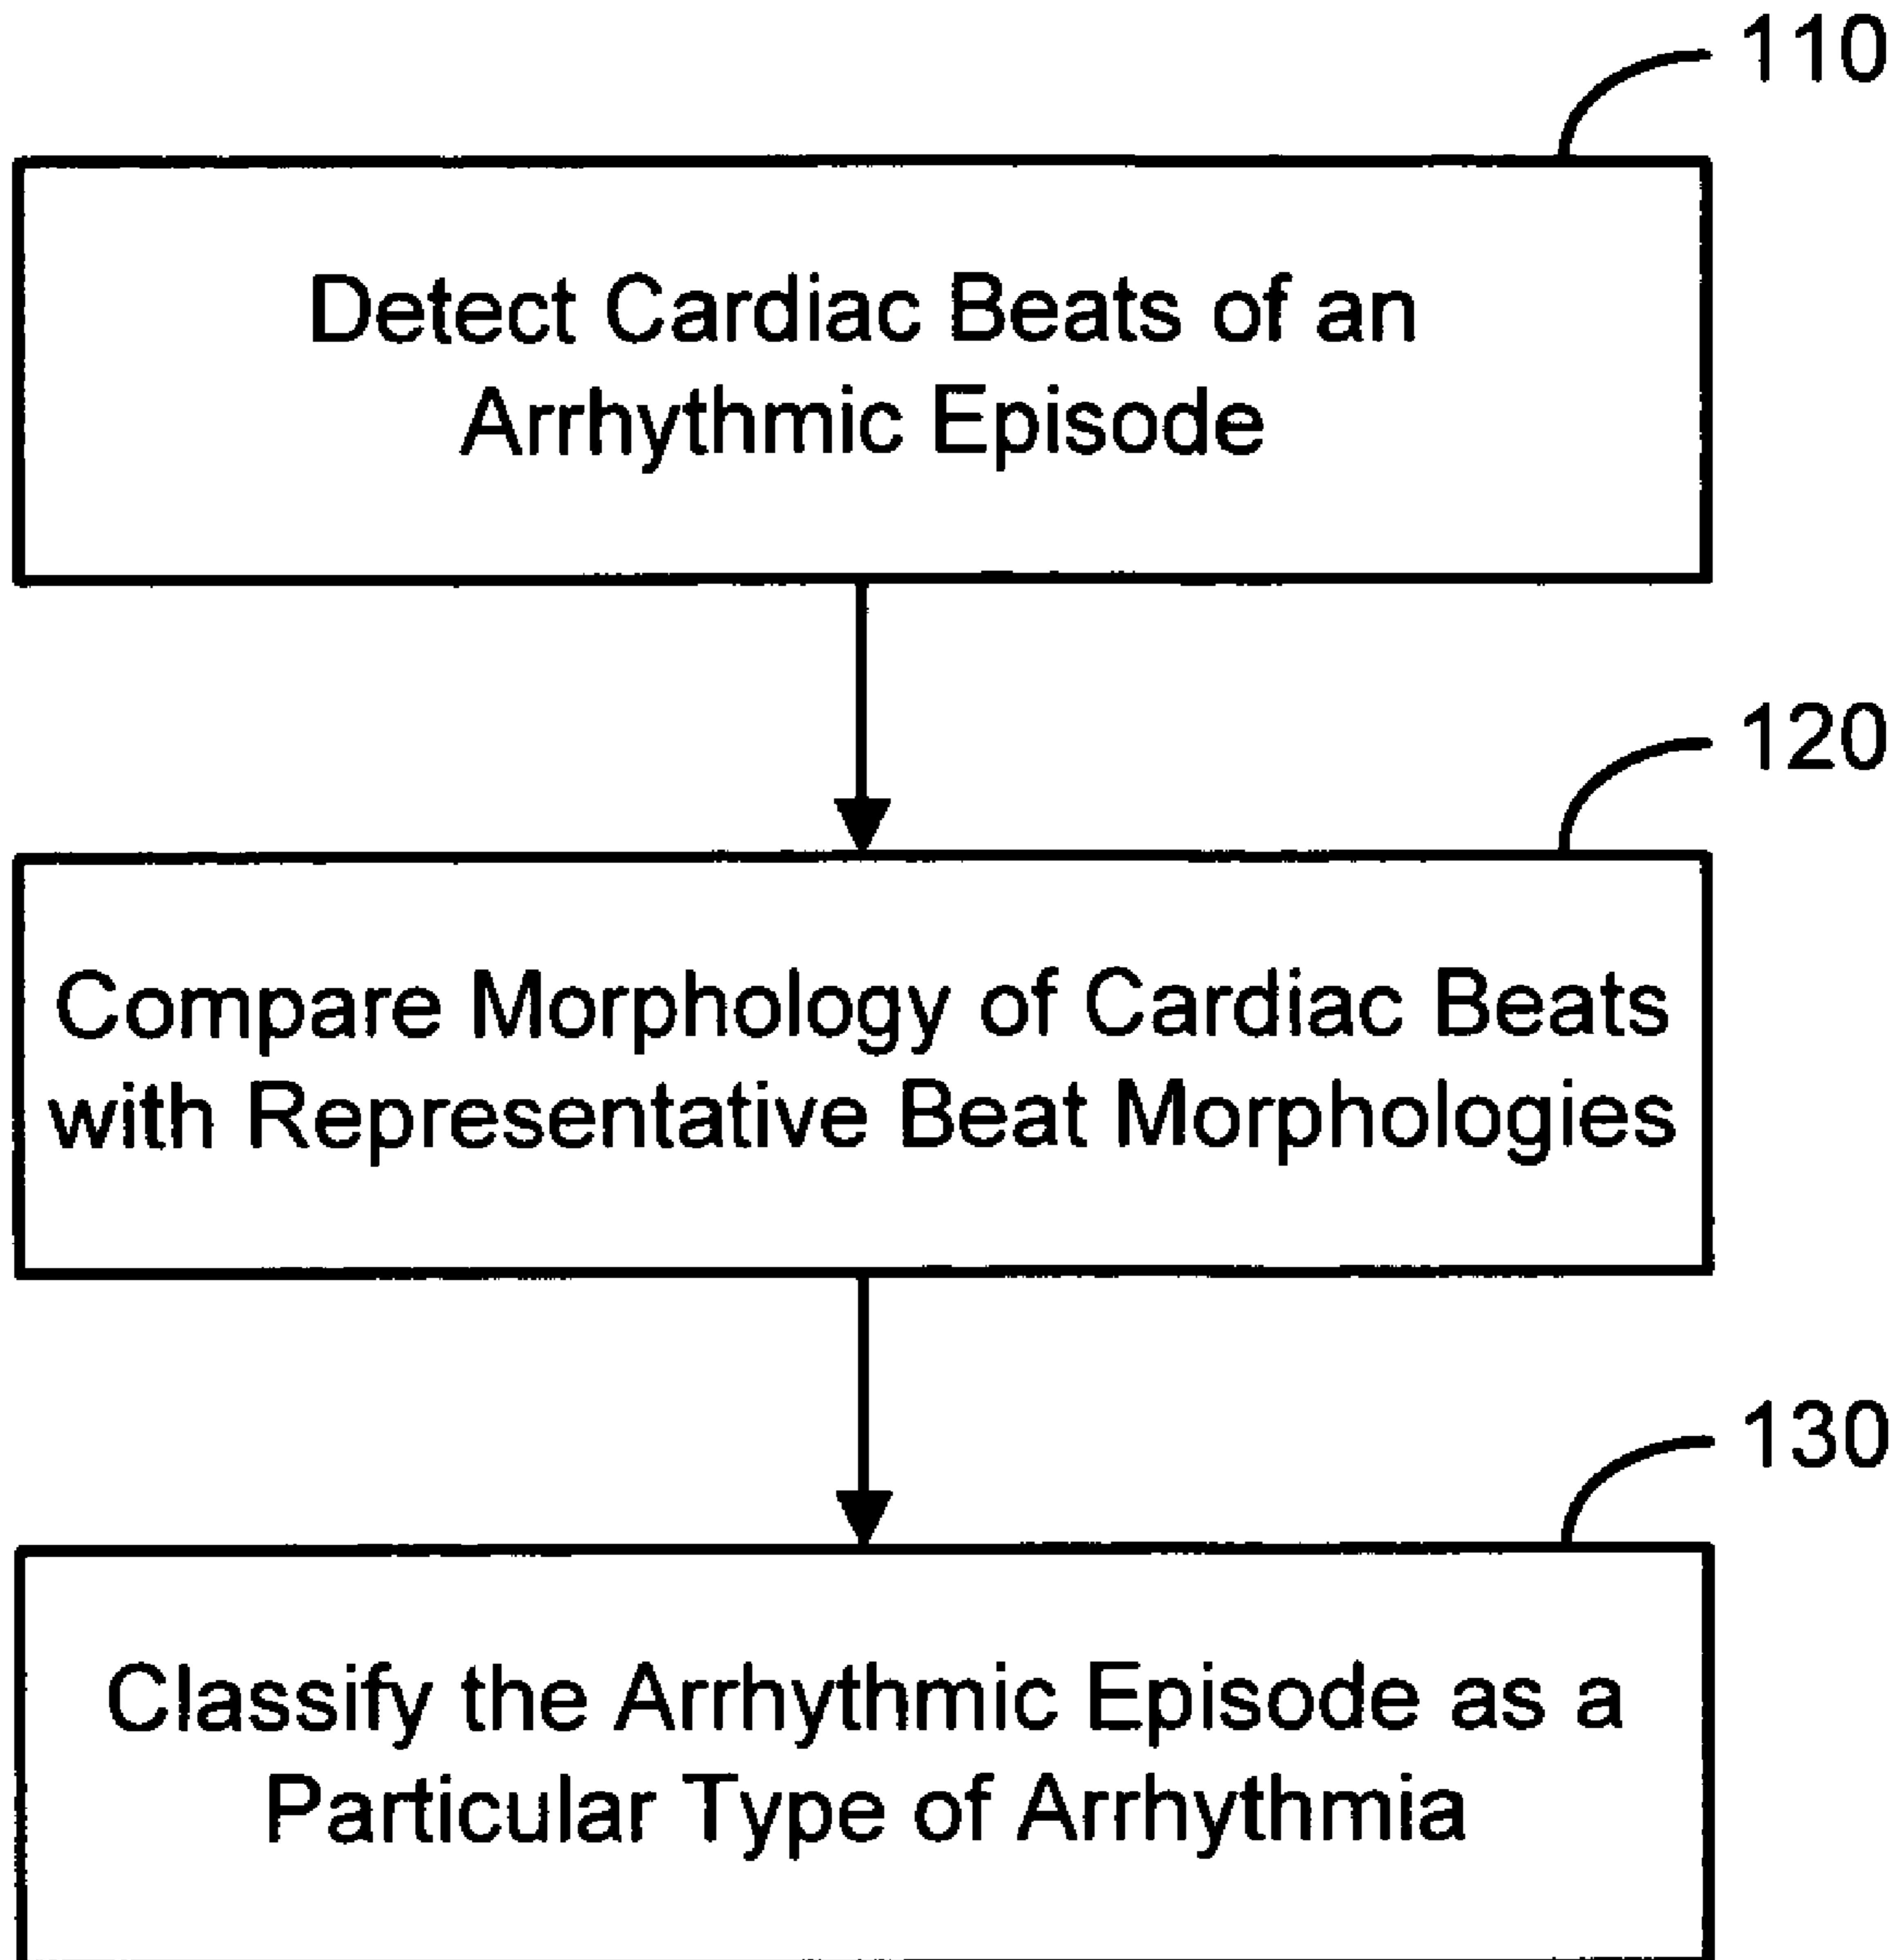 110
Detect Cardiac Beats of an
Arrhythmic Episode
120
Compare Morphology of Cardiac Beats
with Representative Beat Morphologies
130
Classify the Arrhythmic Episode as a
Particular Type of Arrhythmia